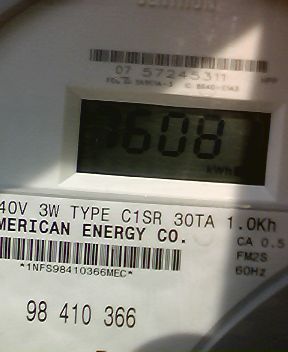 07 57245311
608
kWh
40V 3W TYPE C1SR 30TA 1.0Kh
MERICAN ENERGY CO.
CA 0.5
*1NFS98410366MEC*
FM2S
60Hz
98 410 366